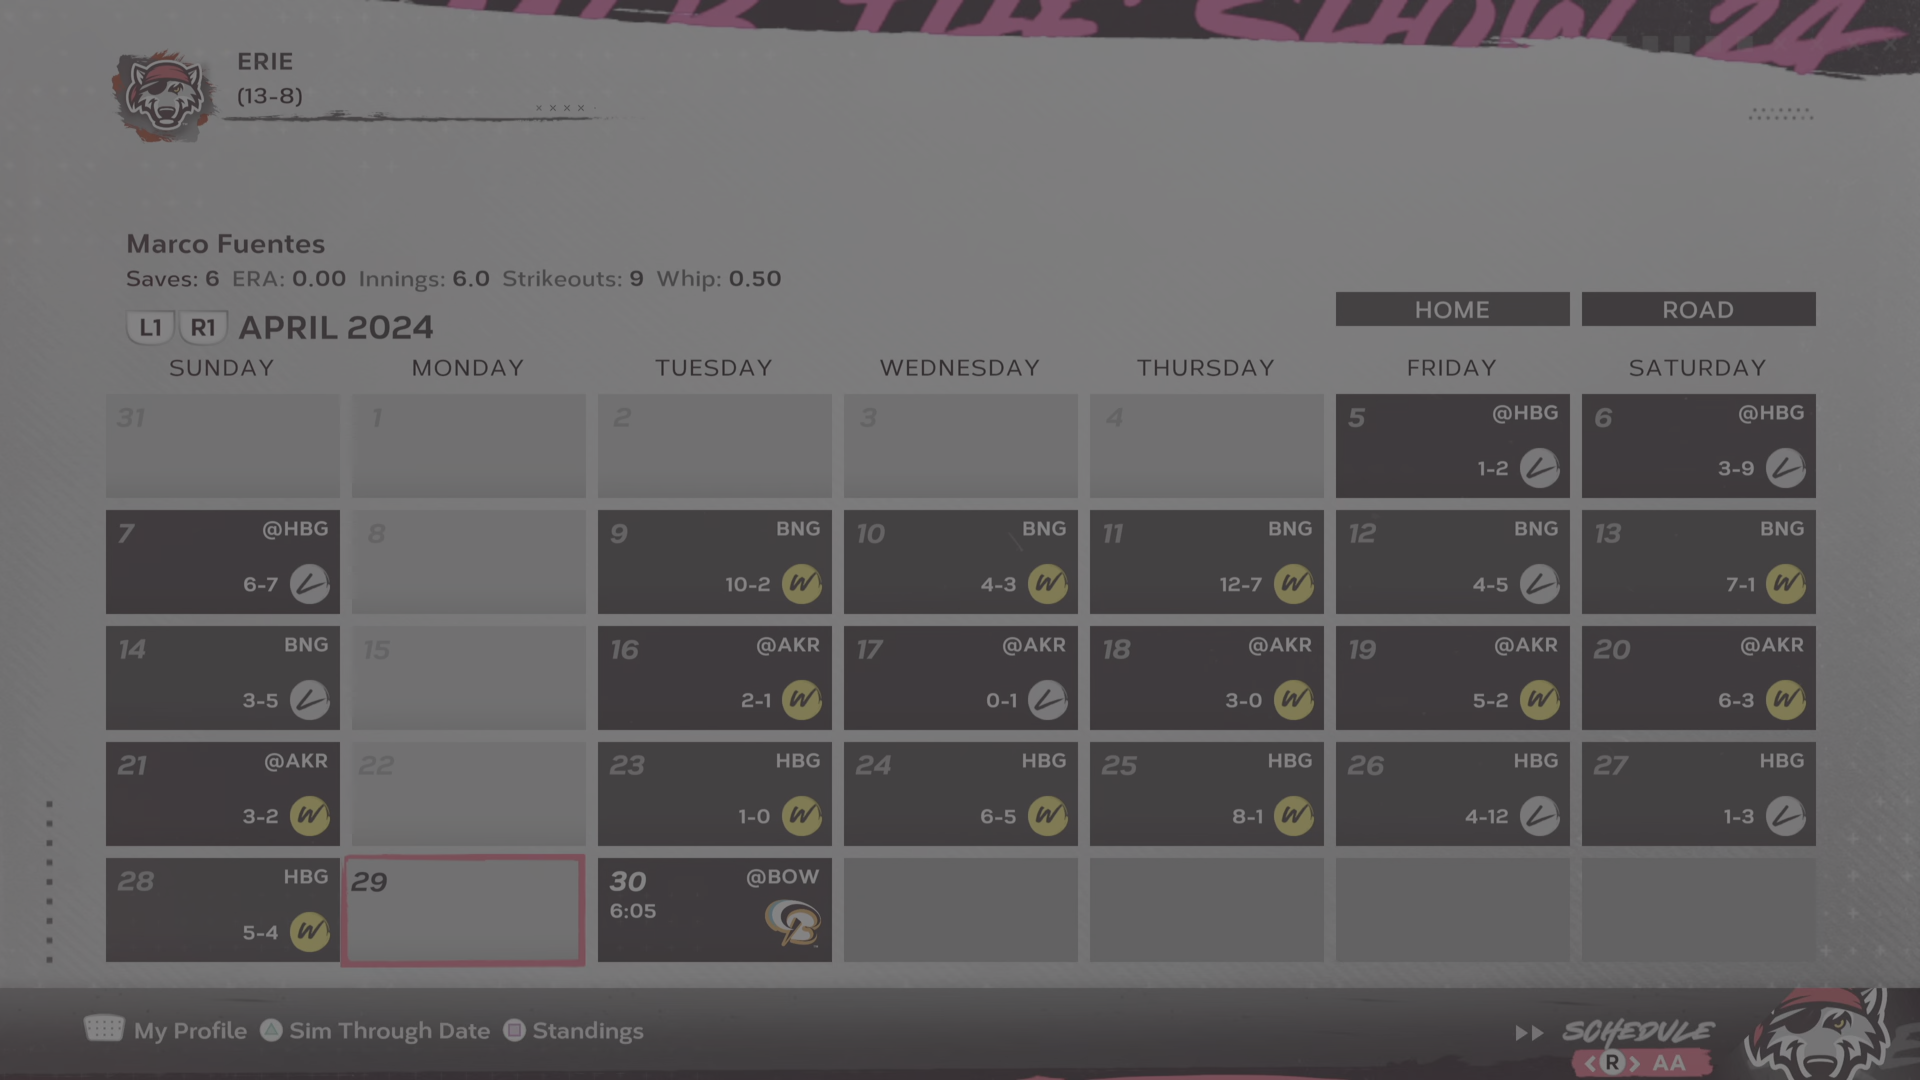 THE SHOW 24
ERIE
(13-8)
Marco Fuentes
Saves: 6 ERA: 0.00 Innings: 6.0 Strikeouts: 9 Whip: 0.50
L1 R1 APRIL 2024
HOME ROAD
SUNDAY MONDAY TUESDAY WEDNESDAY THURSDAY FRIDAY SATURDAY
31 1 2 3 4 5 @HBG 6 @HBG
1-2 L 3-9 L
7 @HBG 8 9 BNG 10 BNG 11 BNG 12 BNG 13 BNG
6-7 L 10-2 W 4-3 W 12-7 W 4-5 L 7-1 W
14 BNG 15 16 @AKR 17 @AKR 18 @AKR 19 @AKR 20 @AKR
3-5 L 2-1 W 0-1 L 3-0 W 5-2 W 6-3 W
21 @AKR 22 23 HBG 24 HBG 25 HBG 26 HBG 27 HBG
3-2 W 1-0 W 6-5 W 8-1 W 4-12 L 1-3 L
28 HBG 29 30 @BOW
6:05
5-4 W
My Profile Sim Through Date Standings
SCHEDULE
R AA